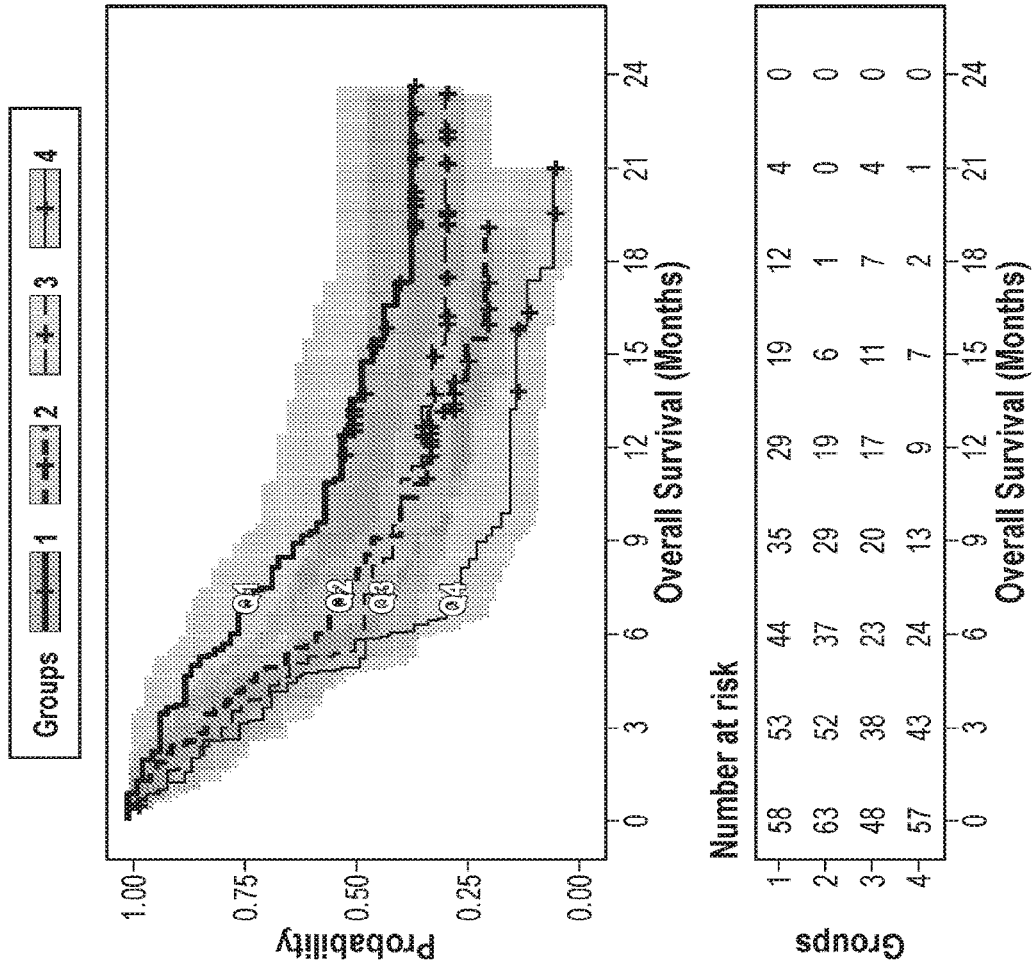 Groups 1 2 3 4
Probability
1.00
0.75
0.50
0.25
0.00
Q1
Q2
Q3
Q4
0 3 6 9 12 15 18 21 24
Overall Survival (Months)
Number at risk
Groups
1 58 53 44 35 29 19 12 4 0
2 63 52 37 29 19 6 1 0 0
3 48 38 23 20 17 11 7 4 0
4 57 43 24 13 9 7 2 1 0
0 3 6 9 12 15 18 21 24
Overall Survival (Months)